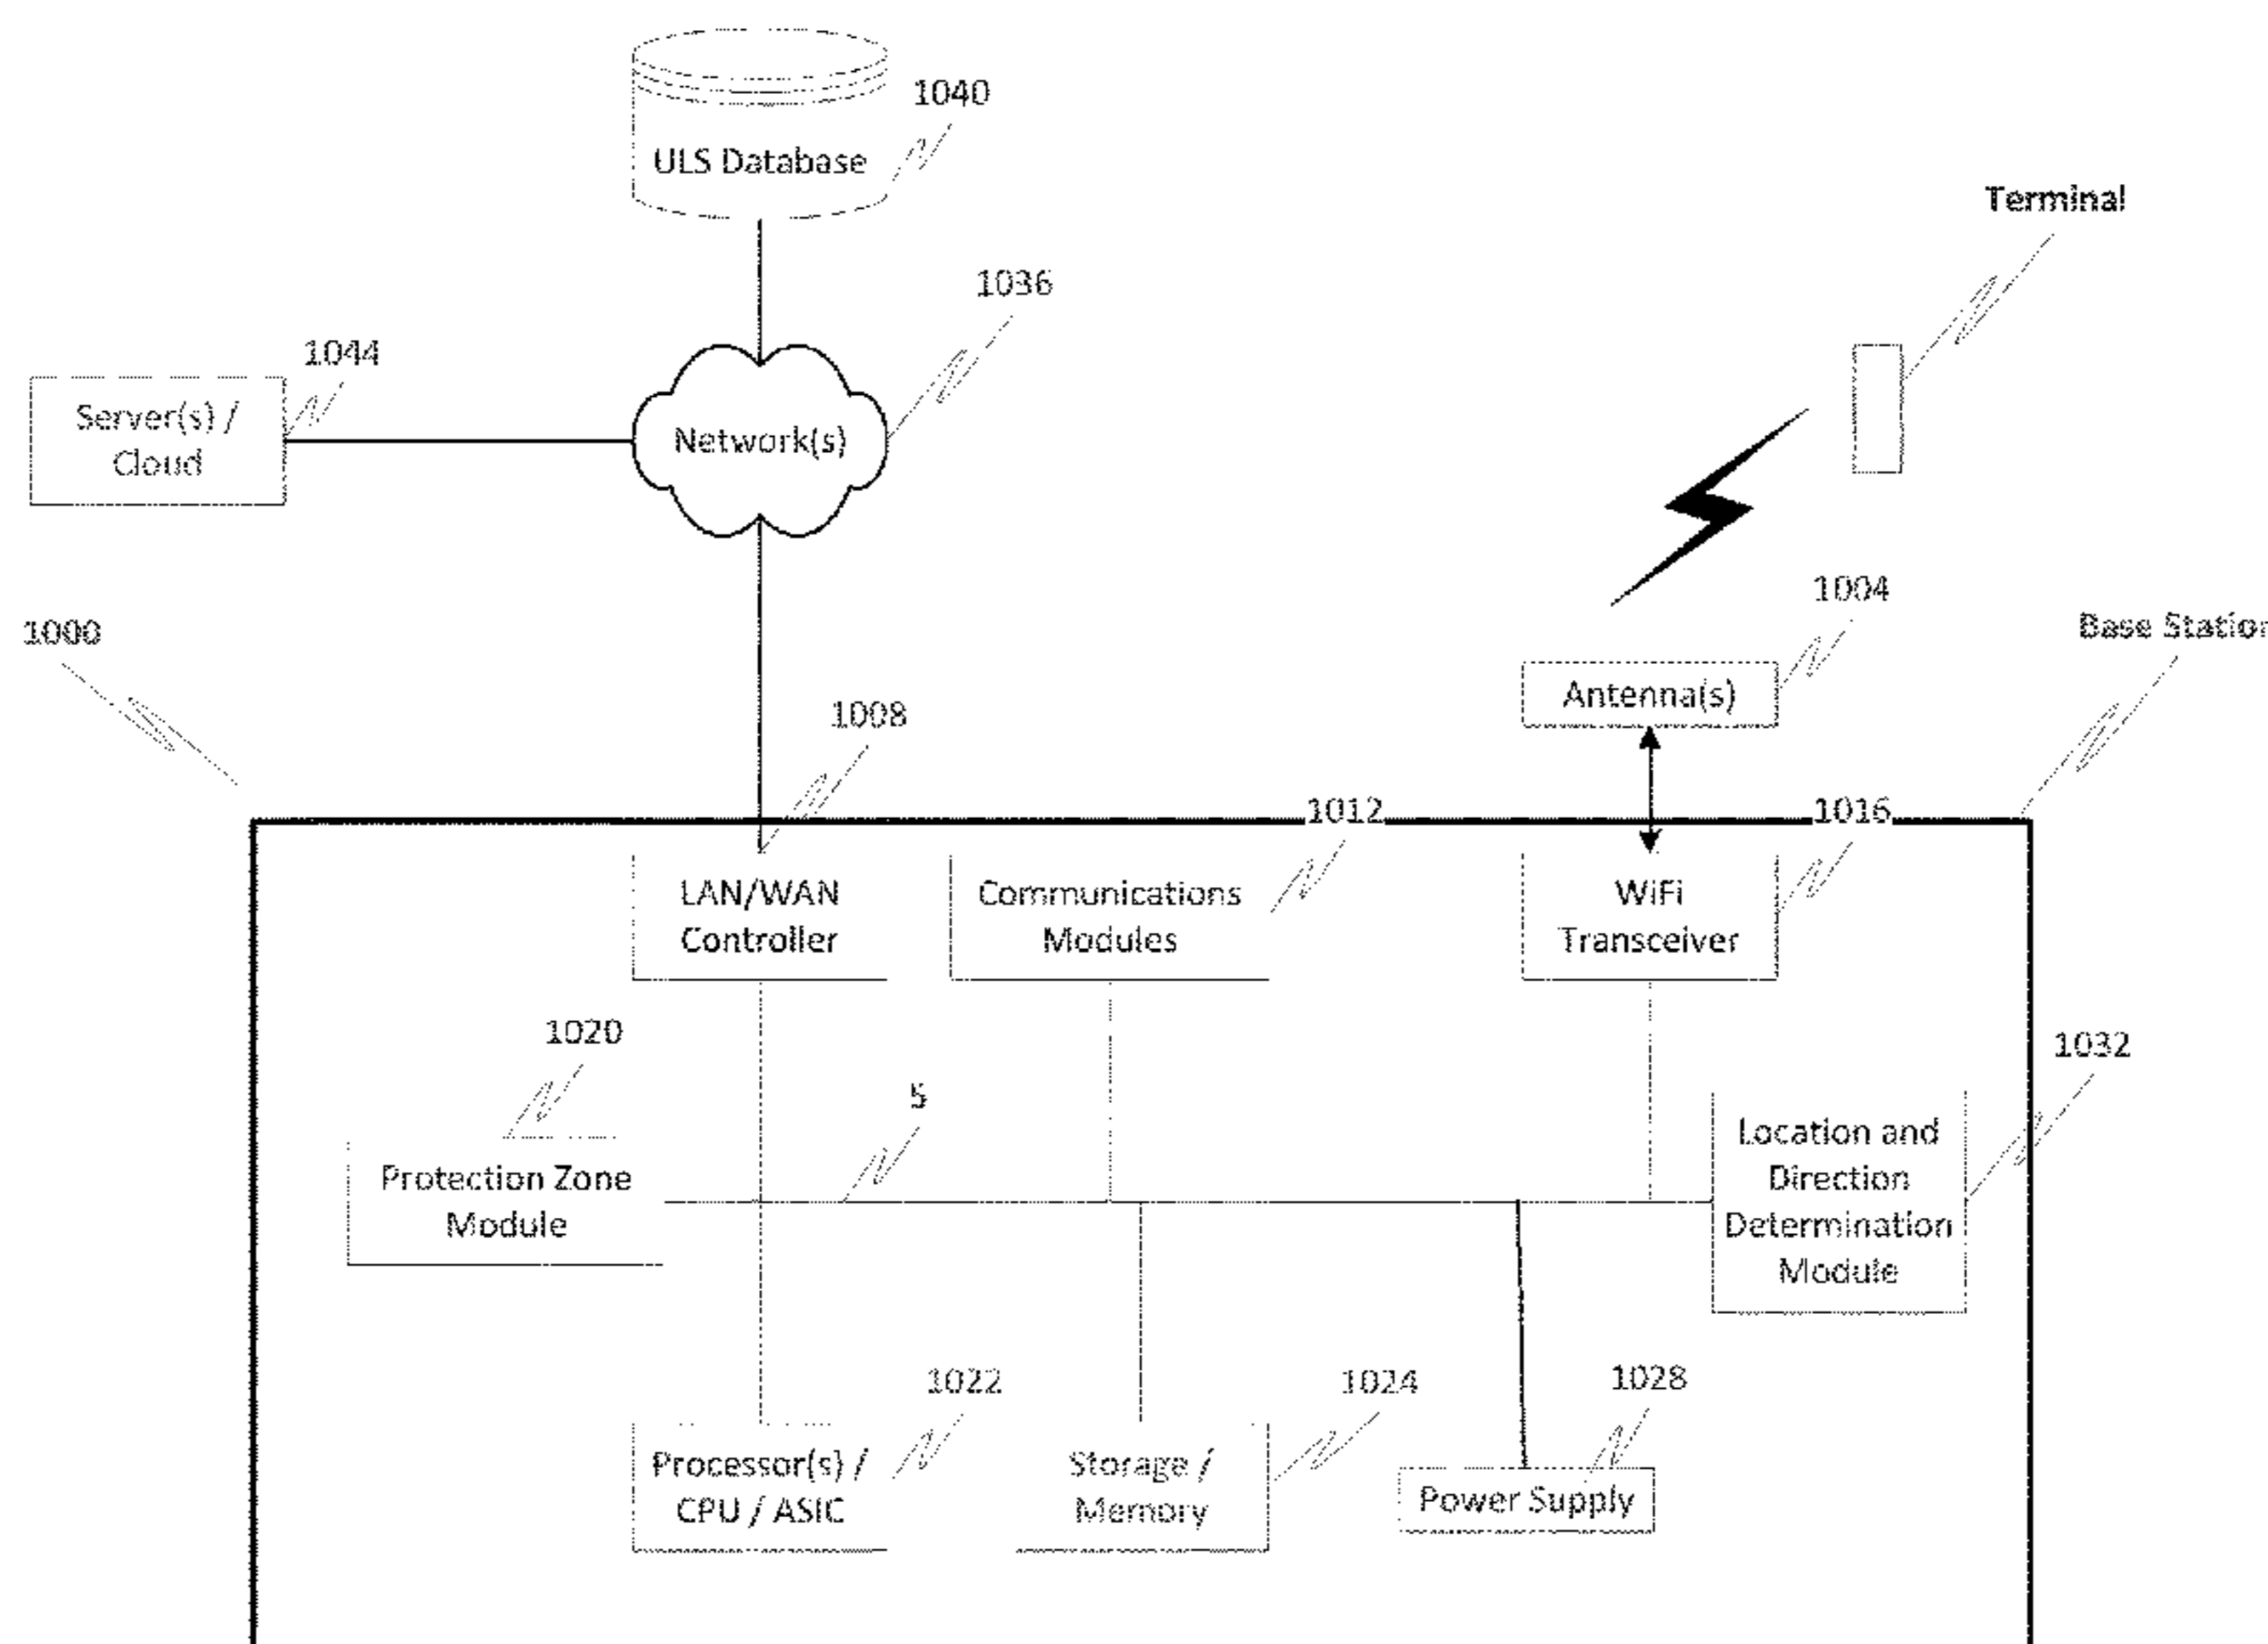 1040
ULS Database
Terminal
1036
1044
Server(s) /
Cloud
Network(s)
1004
1000
Base Station
Antenna(s)
1008
1012
1016
LAN/WAN
Controller
Communications
Modules
WiFi
Transceiver
1020
1032
5
Protection Zone
Module
Location and
Direction
Determination
Module
1022
1024
1028
Processor(s) /
CPU / ASIC
Storage /
Memory
Power Supply